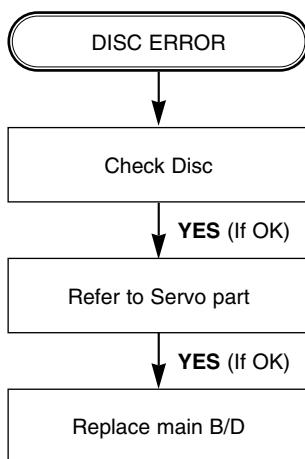 DISC ERROR
Check Disc
YES (If OK)
Refer to Servo part
YES (If OK)
Replace main B/D